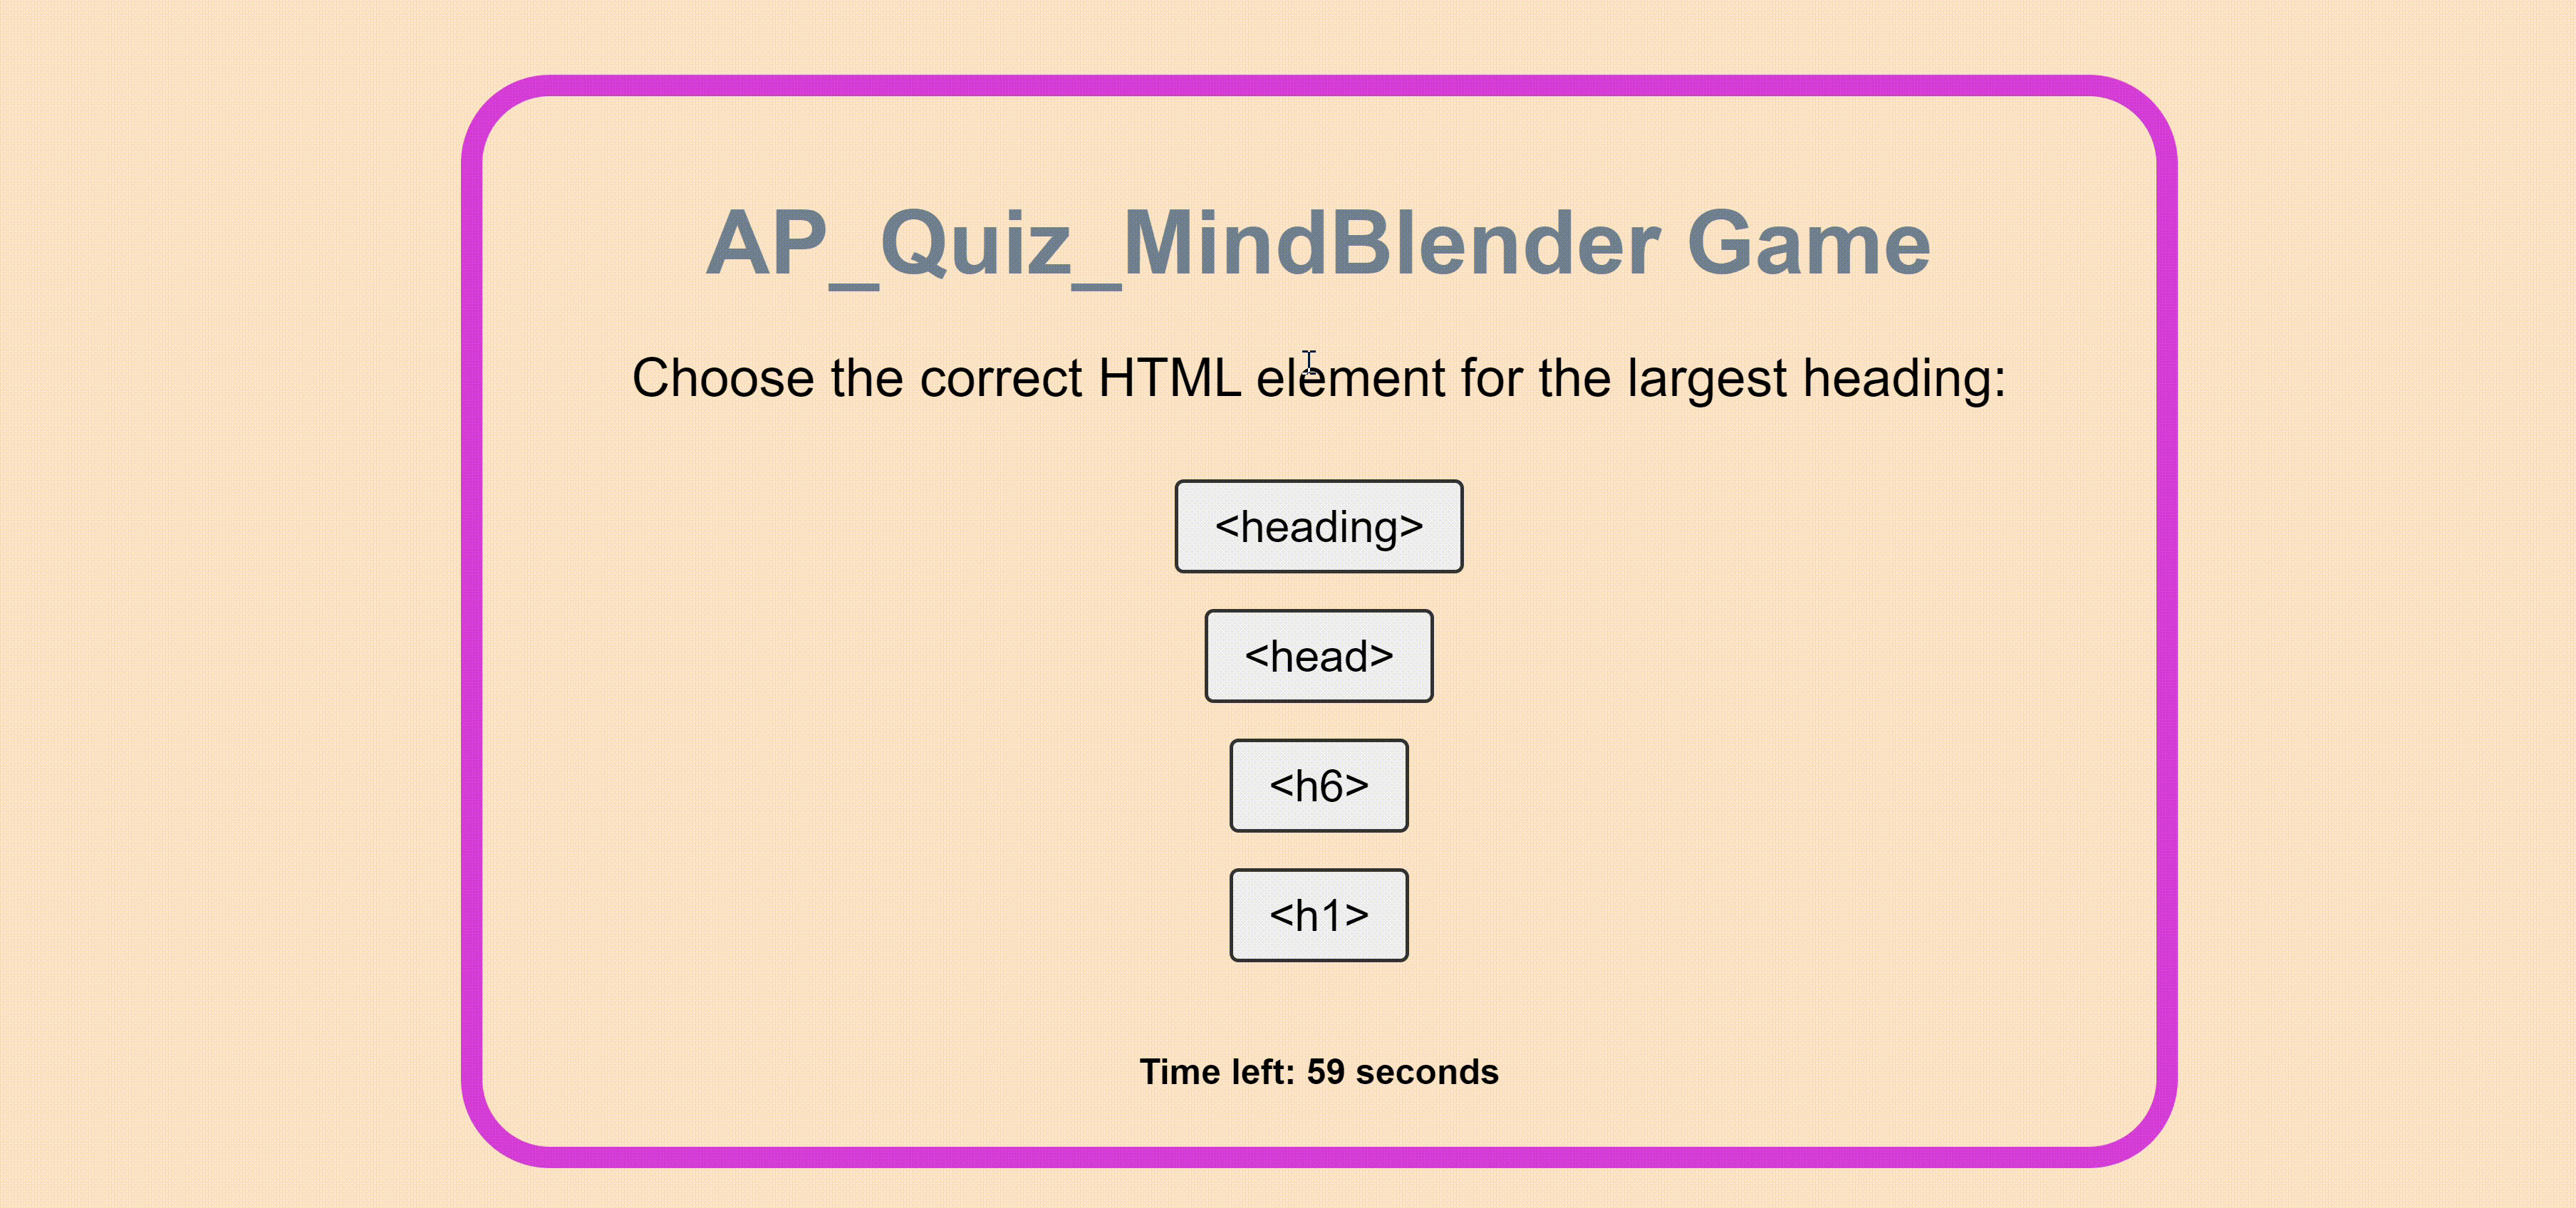 AP_Quiz_MindBlender Game
Choose the correct HTML element for the largest heading:
<heading>
<head>
<h6>
<h1>
Time left: 59 seconds